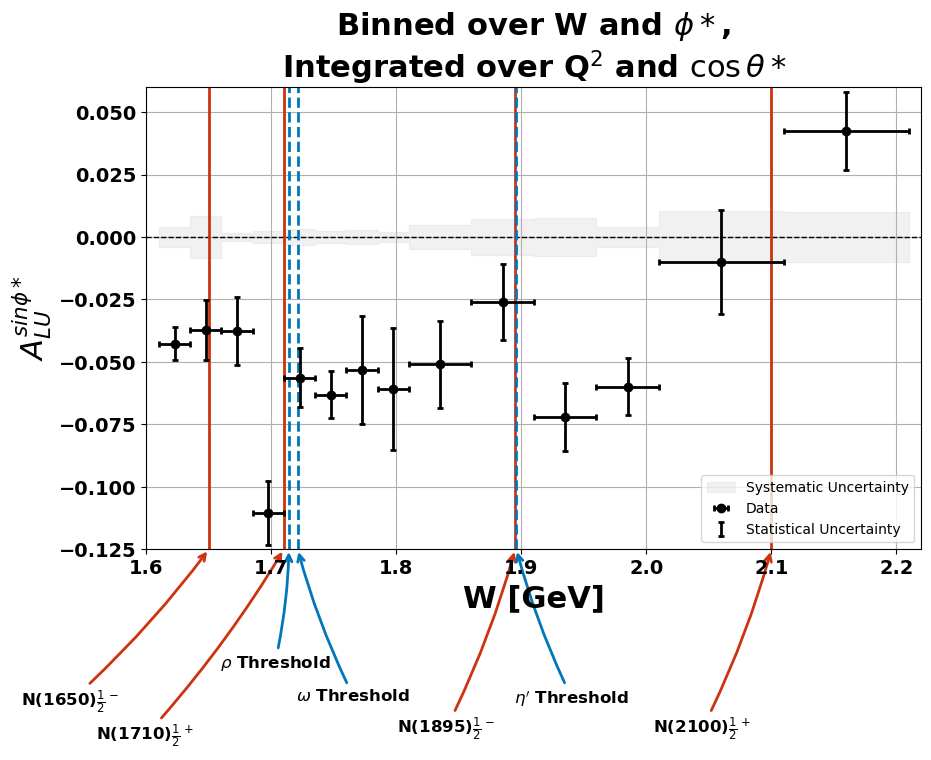 Binned over W and ϕ*,
Integrated over Q² and cos θ*
0.050
0.025
0.000
−0.025
−0.050
−0.075
−0.100
−0.125
A_{LU}^{sinϕ*}
Systematic Uncertainty
Data
Statistical Uncertainty
1.6 1.7 1.8 1.9 2.0 2.1 2.2
W [GeV]
ρ Threshold
N(1650)½⁻ ω Threshold η′ Threshold
N(1710)½⁺ N(1895)½⁻ N(2100)½⁺